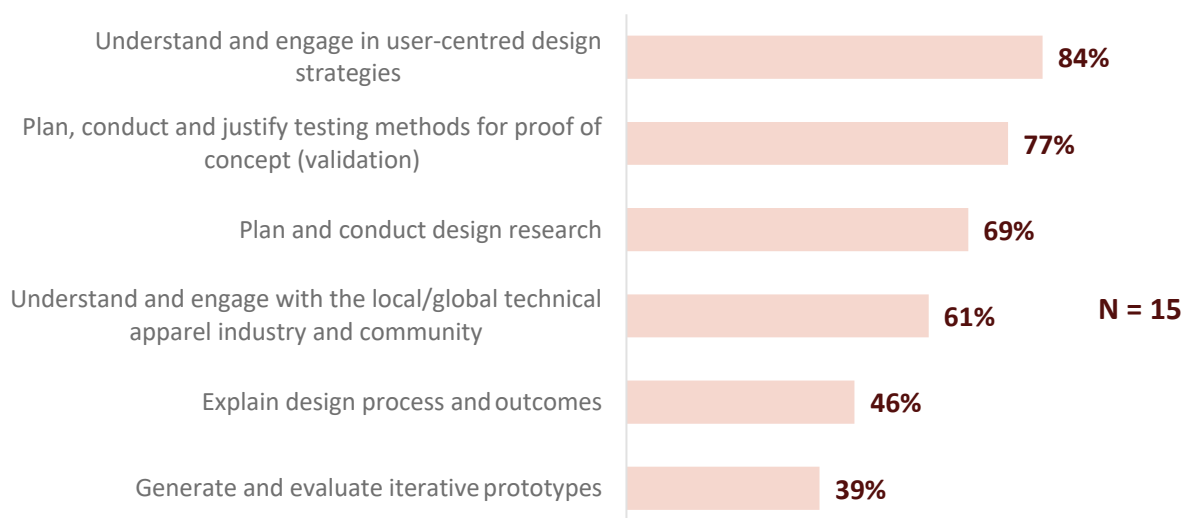 Understand and engage in user-centred design
strategies
84%
Plan, conduct and justify testing methods for proof of
concept (validation)
77%
Plan and conduct design research
69%
Understand and engage with the local/global technical
apparel industry and community
61%
N = 15
Explain design process and outcomes
46%
Generate and evaluate iterative prototypes
39%